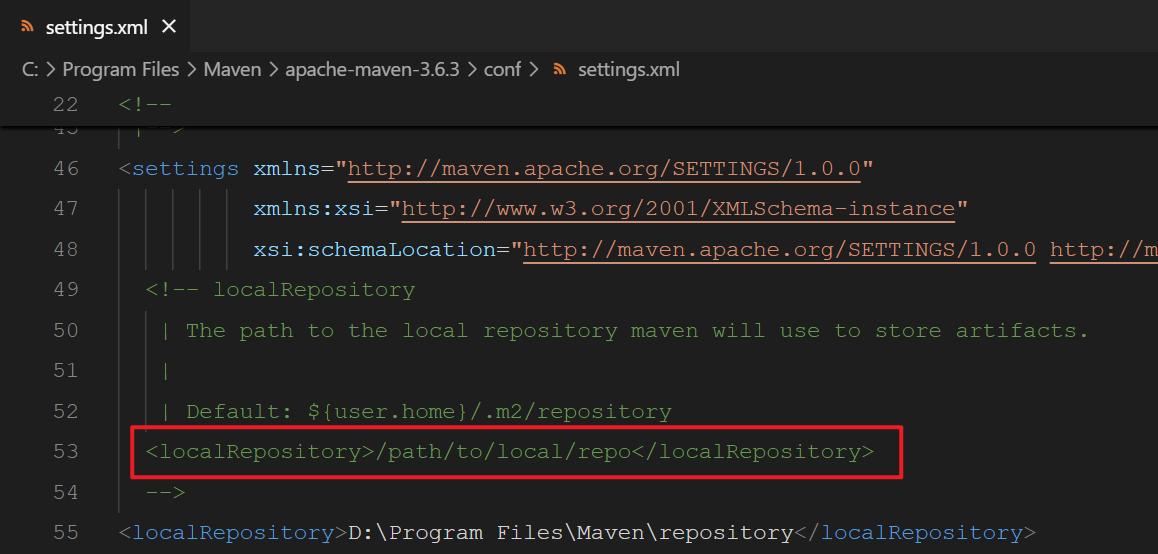 settings.xml
C: > Program Files > Maven > apache-maven-3.6.3 > conf > settings.xml
22 <!--
46 <settings xmlns="http://maven.apache.org/SETTINGS/1.0.0"
47 xmlns:xsi="http://www.w3.org/2001/XMLSchema-instance"
48 xsi:schemaLocation="http://maven.apache.org/SETTINGS/1.0.0 http://m
49 <!-- localRepository
50 | The path to the local repository maven will use to store artifacts.
51 |
52 | Default: ${user.home}/.m2/repository
53 <localRepository>/path/to/local/repo</localRepository>
54 -->
55 <localRepository>D:\Program Files\Maven\repository</localRepository>